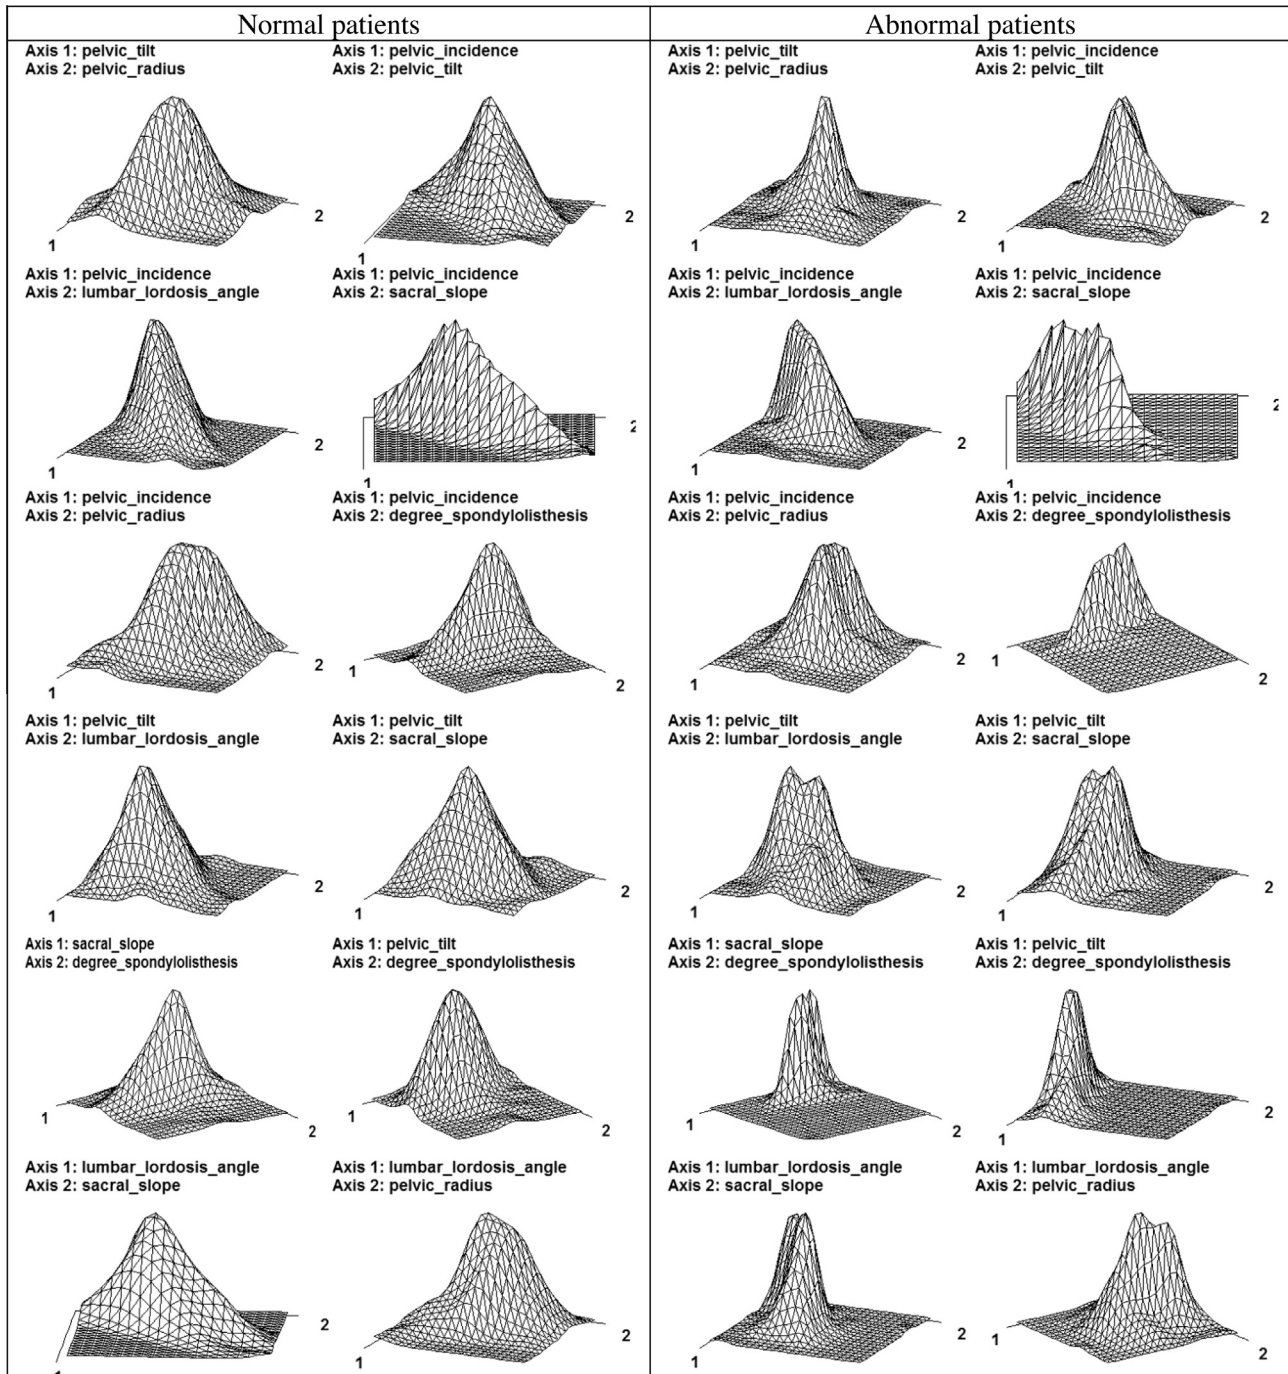 Normal patients
Abnormal patients
Axis 1: pelvic_tilt
Axis 2: pelvic_radius
2
1
Axis 1: pelvic_incidence
Axis 2: pelvic_tilt
2
1
Axis 1: pelvic_tilt
Axis 2: pelvic_radius
2
1
Axis 1: pelvic_incidence
Axis 2: pelvic_tilt
2
1
Axis 1: pelvic_incidence
Axis 2: lumbar_lordosis_angle
2
1
Axis 1: pelvic_incidence
Axis 2: sacral_slope
2
1
Axis 1: pelvic_incidence
Axis 2: lumbar_lordosis_angle
2
1
Axis 1: pelvic_incidence
Axis 2: sacral_slope
2
1
Axis 1: pelvic_incidence
Axis 2: pelvic_radius
2
1
Axis 1: pelvic_incidence
Axis 2: degree_spondylolisthesis
1
2
Axis 1: pelvic_incidence
Axis 2: pelvic_radius
2
1
Axis 1: pelvic_incidence
Axis 2: degree_spondylolisthesis
1
2
Axis 1: pelvic_tilt
Axis 2: lumbar_lordosis_angle
2
1
Axis 1: pelvic_tilt
Axis 2: sacral_slope
2
1
Axis 1: pelvic_tilt
Axis 2: lumbar_lordosis_angle
2
1
Axis 1: pelvic_tilt
Axis 2: sacral_slope
2
1
Axis 1: sacral_slope
Axis 2: degree_spondylolisthesis
1
2
Axis 1: pelvic_tilt
Axis 2: degree_spondylolisthesis
1
2
Axis 1: sacral_slope
Axis 2: degree_spondylolisthesis
1
2
Axis 1: pelvic_tilt
Axis 2: degree_spondylolisthesis
2
1
Axis 1: lumbar_lordosis_angle
Axis 2: sacral_slope
2
Axis 1: lumbar_lordosis_angle
Axis 2: pelvic_radius
2
1
Axis 1: lumbar_lordosis_angle
Axis 2: sacral_slope
2
1
Axis 1: lumbar_lordosis_angle
Axis 2: pelvic_radius
1
2